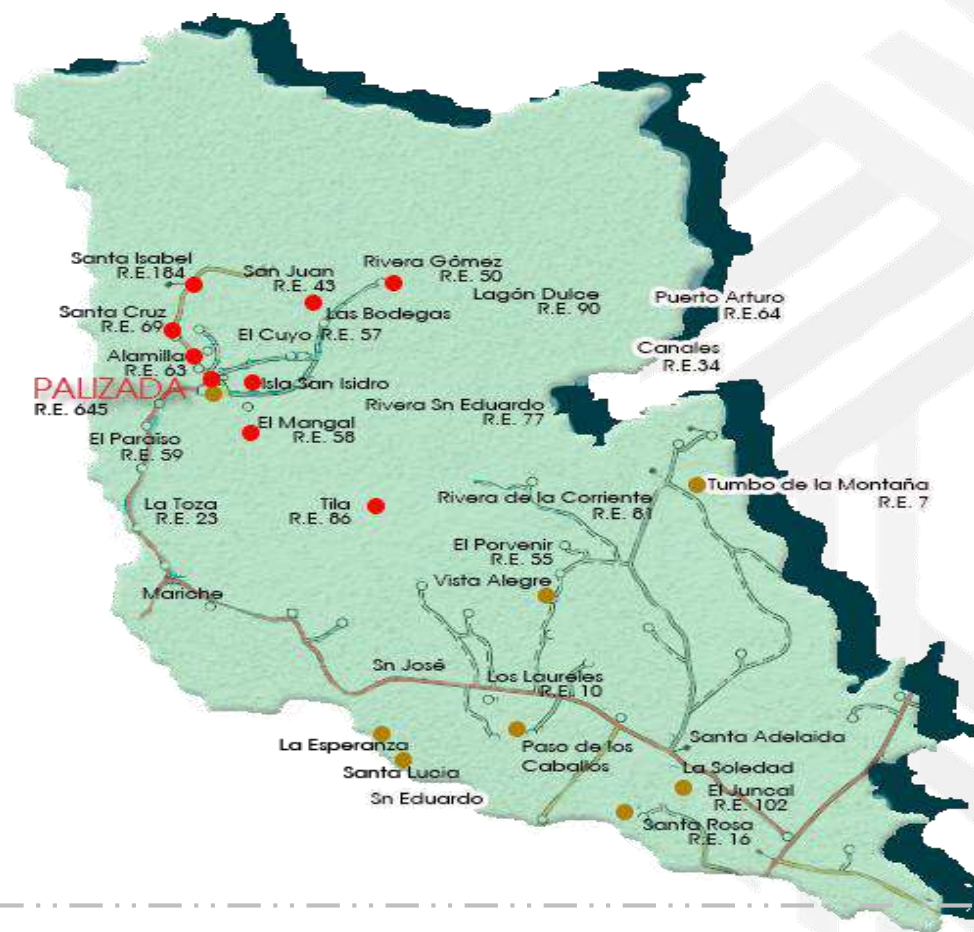 Santa Isabel
R.E.184
San Juan
R.E. 43
Rivera Gómez
R.E. 50
Lagón Dulce
R.E. 90
Puerto Arturo
R.E.64
Santa Cruz
R.E. 69
Las Bodegas
El Cuyo R.E. 57
Canales
R.E.34
Alamilla
R.E. 63
PALIZADA
R.E. 645
Isla San Isidro
Rivera Sn Eduardo
R.E. 77
El Mangal
R.E. 58
El Paraiso
R.E. 59
Tumbo de la Montaña
R.E. 7
La Toza
R.E. 23
Tila
R.E. 86
Rivera de la Corriente
R.E. 81
El Porvenir
R.E. 55
Vista Alegre
Mariche
Sn José
Los Laureles
R.E. 10
La Esperanza
Paso de los
Caballos
Santa Adelaida
Santa Lucia
La Soledad
Sn Eduardo
El Juncal
R.E. 102
Santa Rosa
R.E. 16